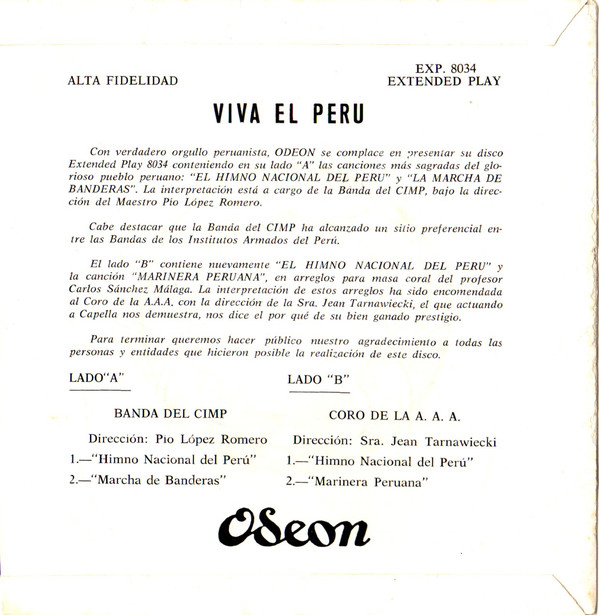 ALTA FIDELIDAD
EXP. 8034
EXTENDED PLAY
VIVA EL PERU
Con verdadero orgullo peruanista, ODEON se complace en presentar su disco
Extended Play 8034 conteniendo en su lado "A" las canciones más sagradas del glo-
rioso pueblo peruano: "EL HIMNO NACIONAL DEL PERU" y "LA MARCHA DE
BANDERAS". La interpretación está a cargo de la Banda del CIMP, bajo la direc-
ción del Maestro Pio López Romero.
Cabe destacar que la Banda del CIMP ha alcanzado un sitio preferencial en-
tre las Bandas de los Institutos Armados del Perú.
El lado "B" contiene nuevamente "EL HIMNO NACIONAL DEL PERU" y
la canción "MARINERA PERUANA", en arreglos para masa coral del profesor
Carlos Sánchez Málaga. La interpretación de estos arreglos ha sido encomendada
al Coro de la A.A.A, con la dirección de la Sra. Jean Tarnawiecki, el que actuando
a Capella nos demuestra, nos dice el por qué de su bien ganado prestigio.
Para terminar queremos hacer público nuestro agradecimiento a todas las
personas y entidades que hicieron posible la realización de este disco.
LADO"A"
BANDA DEL CIMP
Dirección: Pio López Romero
1.—"Himno Nacional del Perú"
2.—"Marcha de Banderas"
LADO "B"
CORO DE LA A. A. A.
Dirección: Sra. Jean Tarnawiecki
1.—"Himno Nacional del Perú"
2.—"Marinera Peruana"
Odeon